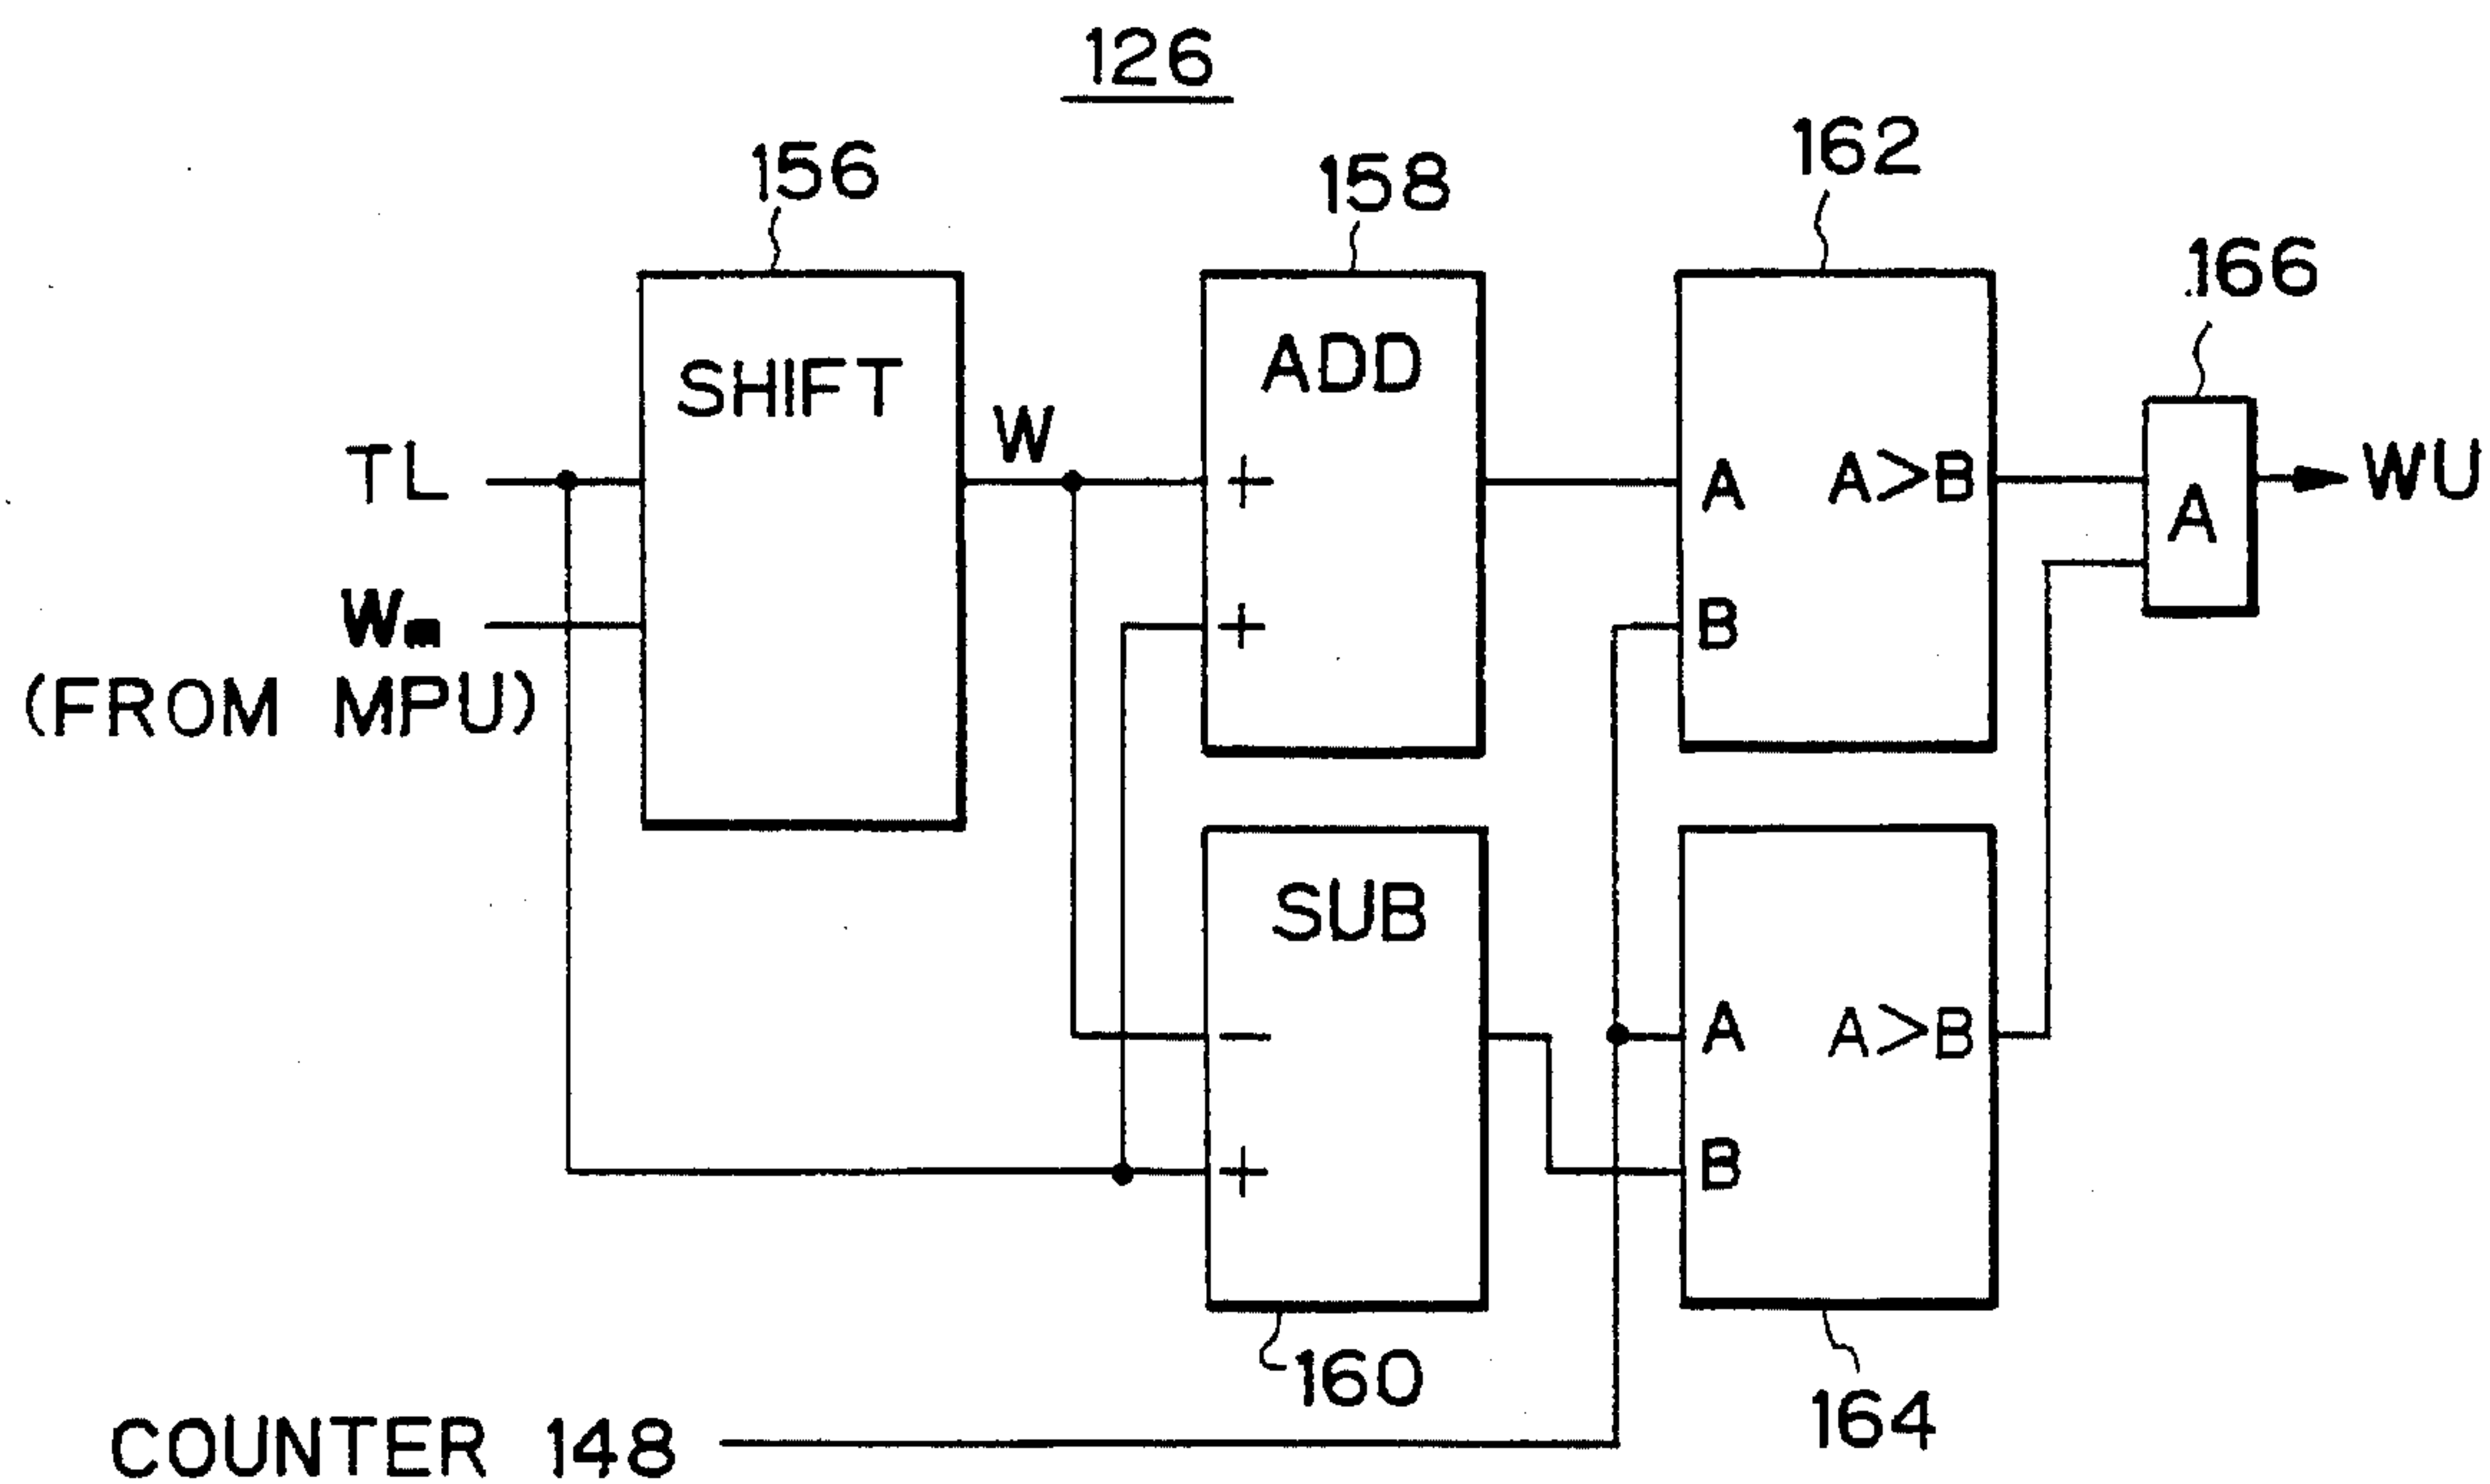 126
156
158
162
166
SHIFT
ADD
W
TL
+
A
A>B
A
WU
W
(FROM MPU)
+
B
SUB
−
A
A>B
+
B
160
164
COUNTER 148